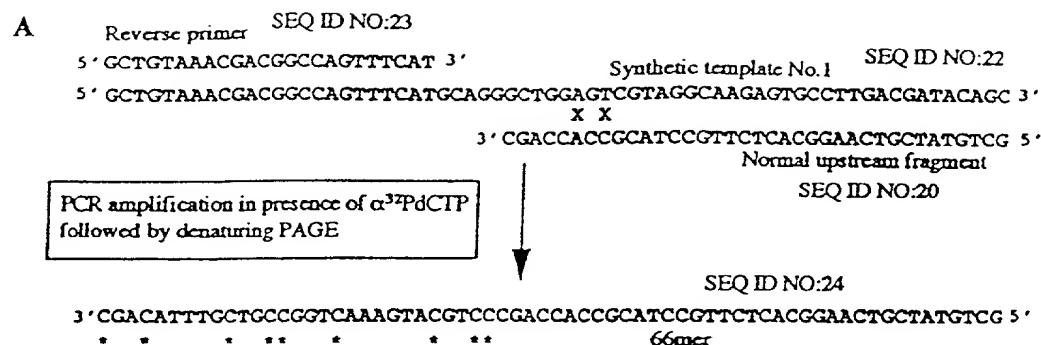 A
SEQ ID NO:23
Reverse primer
5'GCTGTAAACGACGGCCAGTTTCAT 3'
SEQ ID NO:22
Synthetic template No.1
5'GCTGTAAACGACGGCCAGTTTCATGCAGGGCTGGAGTCGTAGGCAAGAGTGCCTTGACGATACAGC 3'
X X
3'CGACCACCGCATCCGTTCTCACGGAACTGCTATGTCG 5'
Normal upstream fragment
SEQ ID NO:20
PCR amplification in presence of α³²PdCTP
followed by denaturing PAGE
SEQ ID NO:24
3'CGACATTTGCTGCCGGTCAAAGTACGTCCCGACCACCGCATCCGTTCTCACGGAACTGCTATGTCG 5'
* * * ** * * ** 66mer